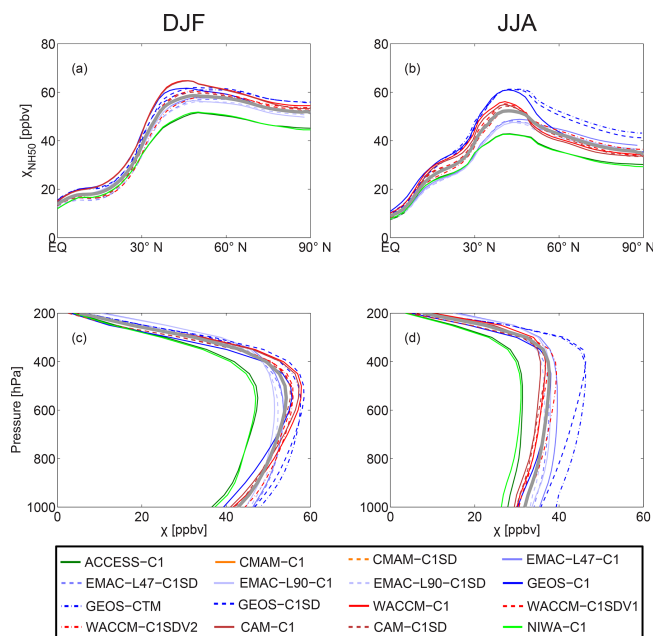 DJF JJA
80 80
(a) (b)
60 60
χNH50 [ppbv]
40 40
20 20
0 0
EQ 30° N 60° N 90° N EQ 30° N 60° N 90° N
200 200
(c) (d)
400 400
Pressure [hPa]
600 600
800 800
1000 1000
0 20 40 60 0 20 40 60
χ [ppbv] χ [ppbv]
ACCESS-C1 CMAM-C1 CMAM-C1SD EMAC-L47-C1
EMAC-L47-C1SD EMAC-L90-C1 EMAC-L90-C1SD GEOS-C1
GEOS-CTM GEOS-C1SD WACCM-C1 WACCM-C1SDV1
WACCM-C1SDV2 CAM-C1 CAM-C1SD NIWA-C1